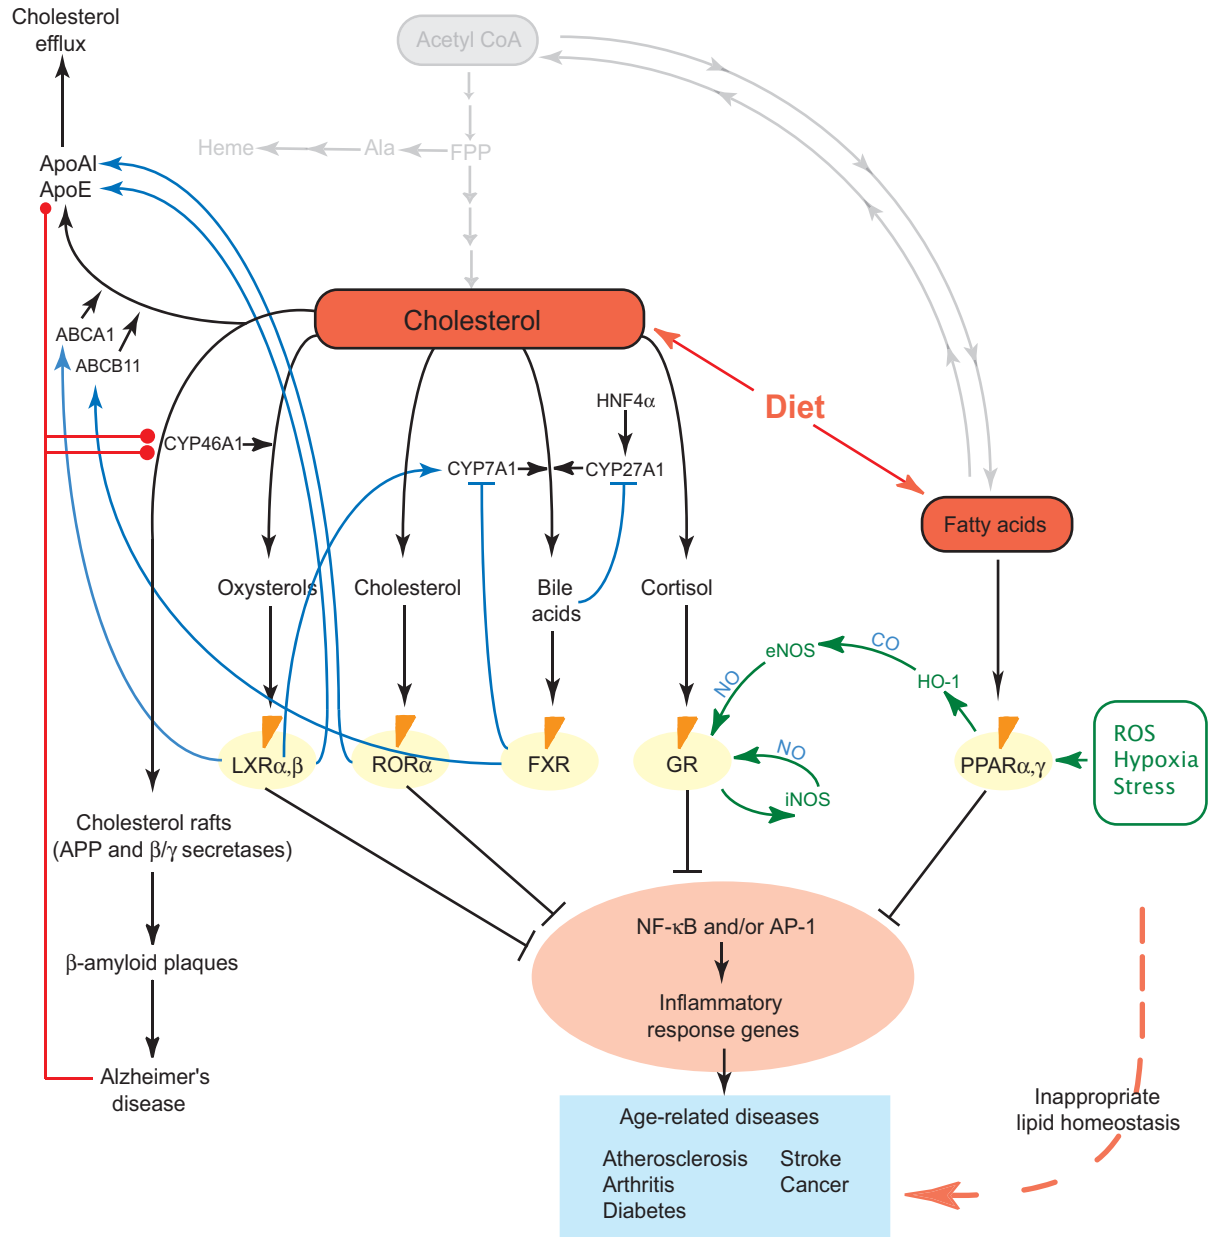 Cholesterol
efflux
Acetyl CoA
Heme
Ala
FPP
ApoAI
ApoE
Cholesterol
ABCA1
ABCB11
Diet
HNF4α
CYP46A1
CYP7A1
CYP27A1
Fatty acids
Oxysterols
Cholesterol
Bile
acids
Cortisol
CO
eNOS
HO-1
NO
ROS
Hypoxia
Stress
NO
LXRα,β
RORα
FXR
GR
PPARα,γ
iNOS
Cholesterol rafts
(APP and β/γ secretases)
NF-κB and/or AP-1
β-amyloid plaques
Inflammatory
response genes
Alzheimer's
disease
Inappropriate
lipid homeostasis
Age-related diseases
Atherosclerosis
Stroke
Arthritis
Cancer
Diabetes